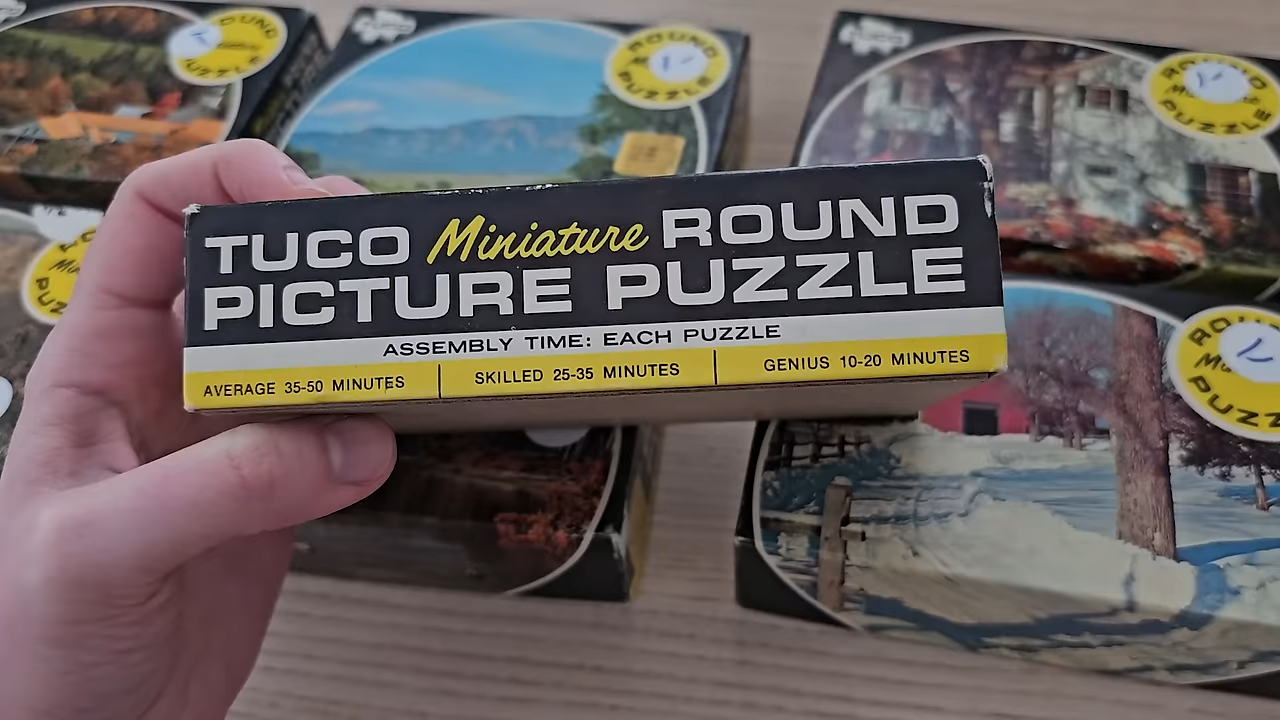 TUCO Miniature ROUND
PICTURE PUZZLE
ASSEMBLY TIME: EACH PUZZLE
AVERAGE 35-50 MINUTES
SKILLED 25-35 MINUTES
GENIUS 10-20 MINUTES
ROUND
PUZZLE
ROUND
PUZZLE
ROUND